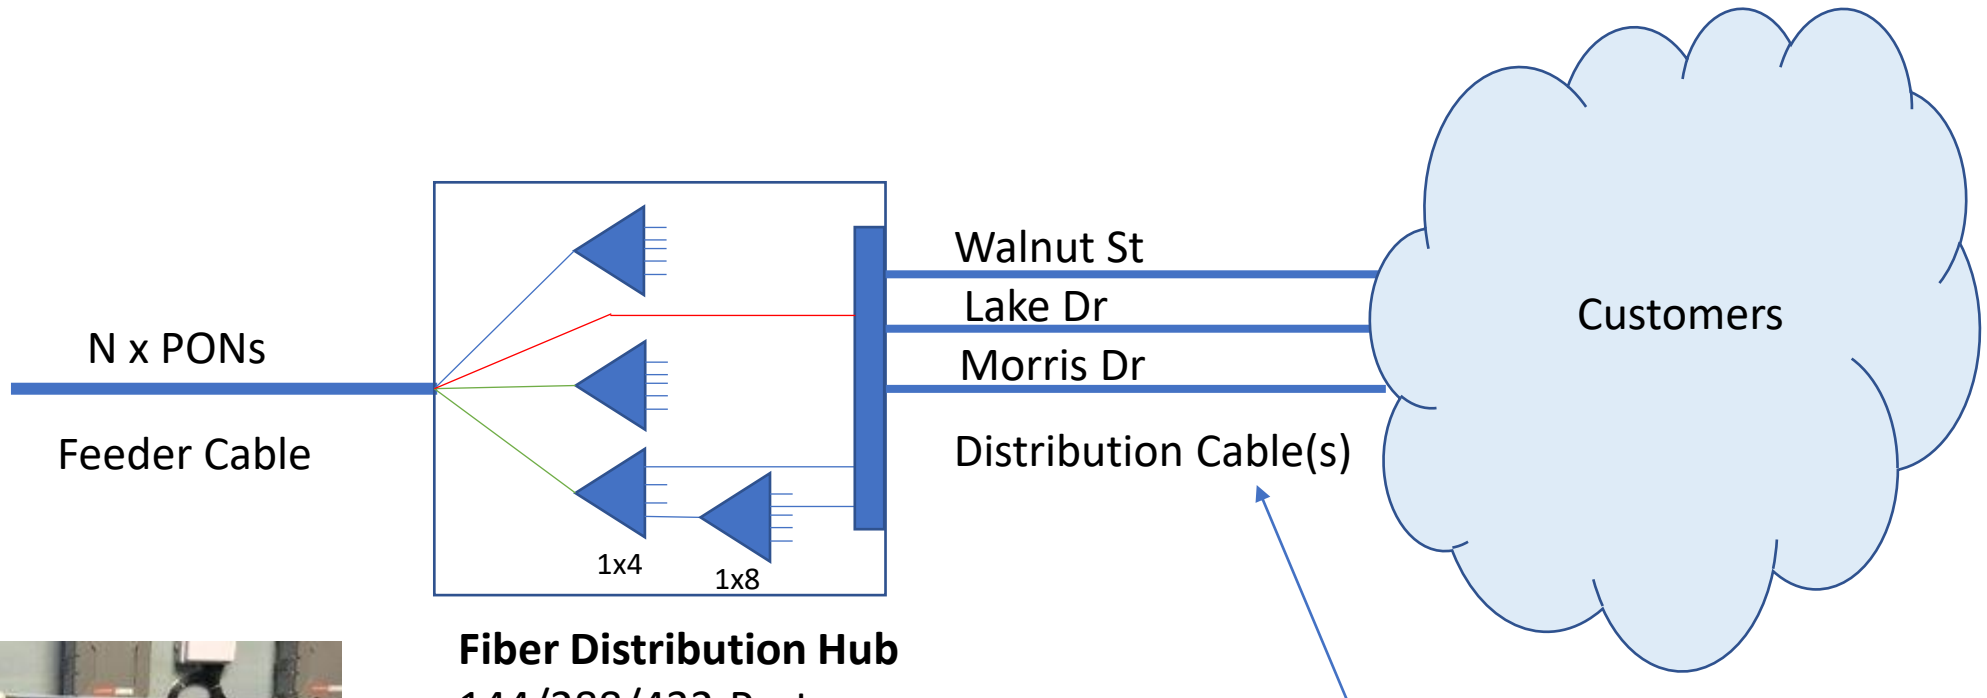 Walnut St
Lake Dr
Morris Dr
N x PONs
Feeder Cable
Distribution Cable(s)
Customers
1x4
1x8
Fiber Distribution Hub